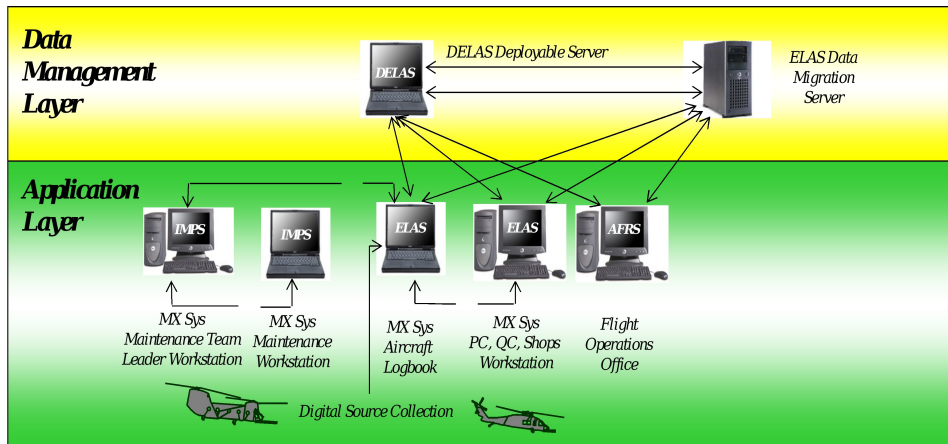 Data
Management
Layer
DELAS
DELAS Deployable Server
ELAS Data
Migration
Server
Application
Layer
IMPS
IMPS
ELAS
ELAS
AFRS
MX Sys
Maintenance Team
Leader Workstation
MX Sys
Maintenance
Workstation
MX Sys
Aircraft
Logbook
MX Sys
PC, QC, Shops
Workstation
Flight
Operations
Office
Digital Source Collection